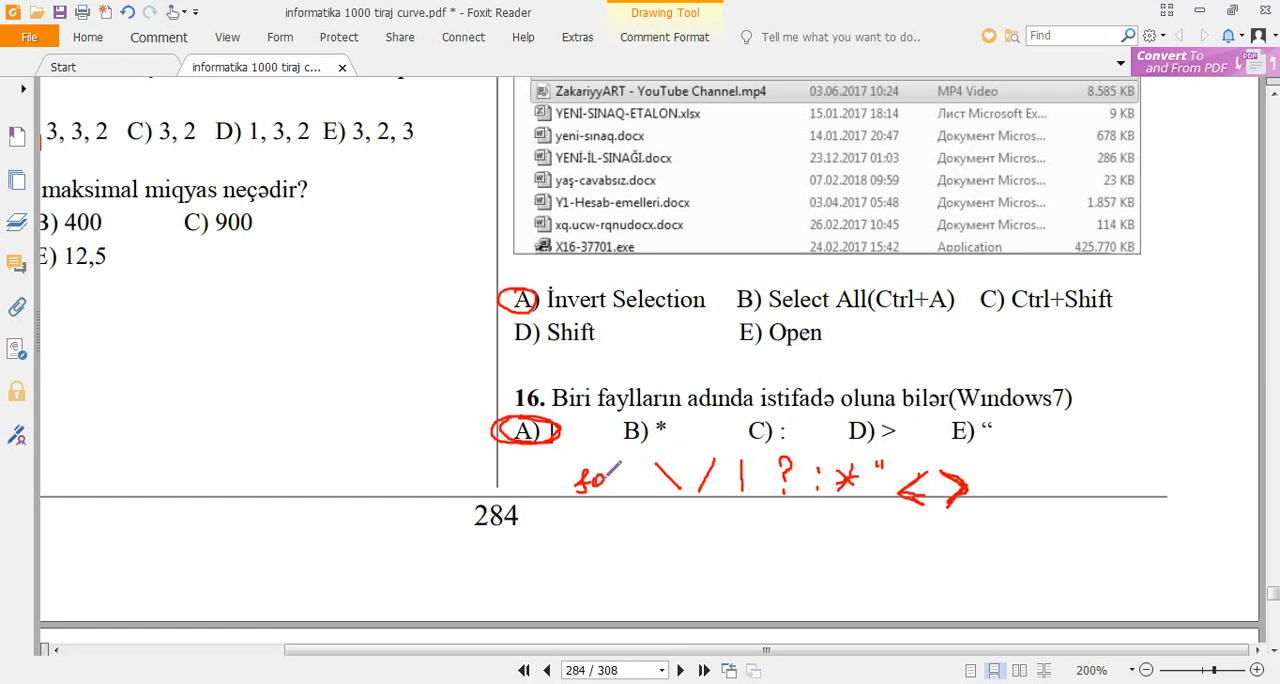 informatika 1000 tiraj curve.pdf * - Foxit Reader
Drawing Tool
File Home Comment View Form Protect Share Connect Help Extras Comment Format Tell me what you want to do.. Find
Start informatika 1000 tiraj c... Convert To and From PDF PDF
3, 3, 2 C) 3, 2 D) 1, 3, 2 E) 3, 2, 3
maksimal miqyas neçədir?
B) 400 C) 900
E) 12,5
ZakariyyART - YouTube Channel.mp4 03.06.2017 10:24 MP4 Video 8.585 KB
YENİ-SINAQ-ETALON.xlsx 15.01.2017 18:14 Лист Microsoft Ex... 9 KB
yeni-sınaq.docx 14.01.2017 20:47 Документ Micros... 678 KB
YENİ-İL-SINAĞI.docx 23.12.2017 01:03 Документ Micros... 286 KB
yaş-cavabsız.docx 07.02.2018 09:59 Документ Micros... 23 KB
Y1-Hesab-emelleri.docx 03.04.2017 05:48 Документ Micros... 1.857 KB
xq.ucw-rqnudocx.docx 26.02.2017 10:45 Документ Micros... 114 KB
X16-37701.exe 24.02.2017 15:42 Application 425.770 KB
A) İnvert Selection B) Select All(Ctrl+A) C) Ctrl+Shift
D) Shift E) Open
16. Biri faylların adında istifadə oluna bilər(Wındows7)
A) B) * C) : D) > E) “
\ / | ? : * " < >
284
284 / 308 200%